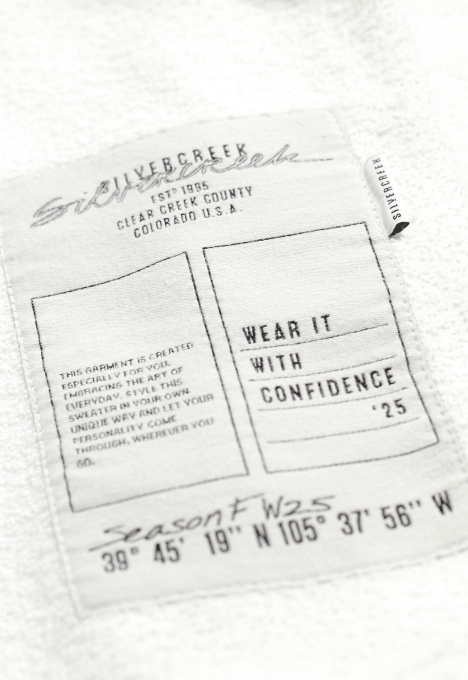 SILVERCREEK
Silvercreek
ESTD 1995
CLEAR CREEK COUNTY
COLORADO U.S.A.
THIS GARMENT IS CREATED
ESPECIALLY FOR YOU,
EMBRACING THE ART OF
EVERYDAY. STYLE THIS
SWEATER IN YOUR OWN
UNIQUE WAY AND LET YOUR
PERSONALITY COME
THROUGH, WHEREVER YOU
GO.
WEAR IT
WITH
CONFIDENCE
'25
Season F W25
39° 45' 19" N 105° 37' 56" W
SILVERCREEK